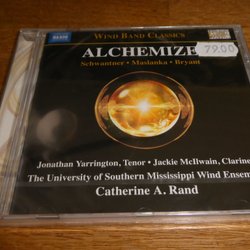 NAXOS
WIND BAND CLASSICS
ALCHEMIZE
79.00
Schwantner • Maslanka • Bryant
Jonathan Yarrington, Tenor • Jackie McIlwain, Clarine
The University of Southern Mississippi Wind Ensem
Catherine A. Rand